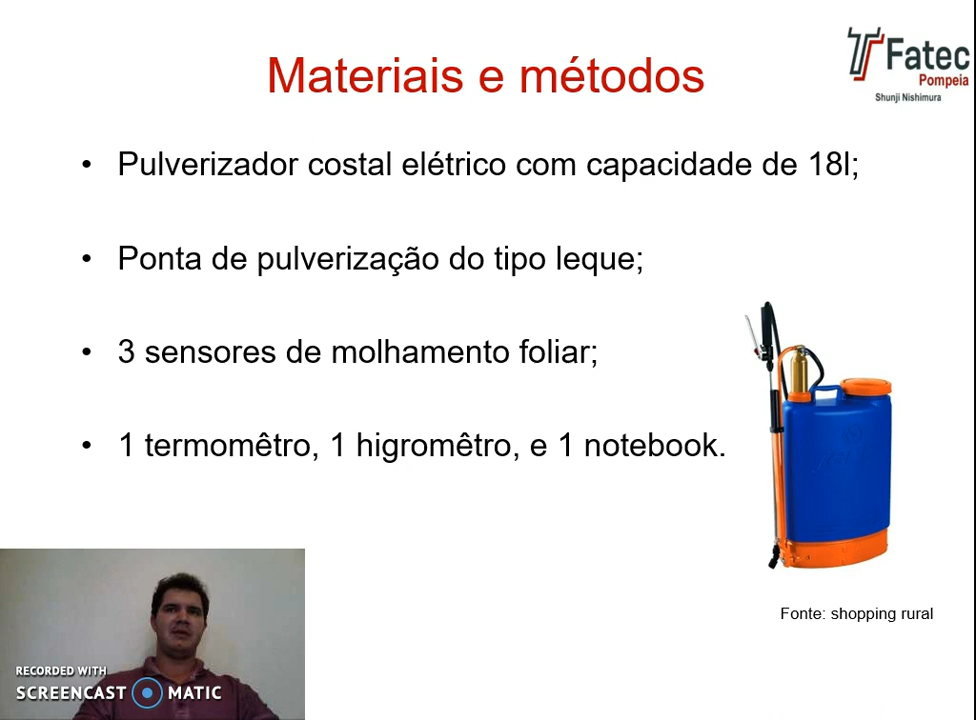 Materiais e métodos
Fatec
Pompeia
Shunji Nishimura
• Pulverizador costal elétrico com capacidade de 18l;
• Ponta de pulverização do tipo leque;
• 3 sensores de molhamento foliar;
• 1 termomêtro, 1 higromêtro, e 1 notebook.
Fonte: shopping rural
RECORDED WITH
SCREENCAST MATIC